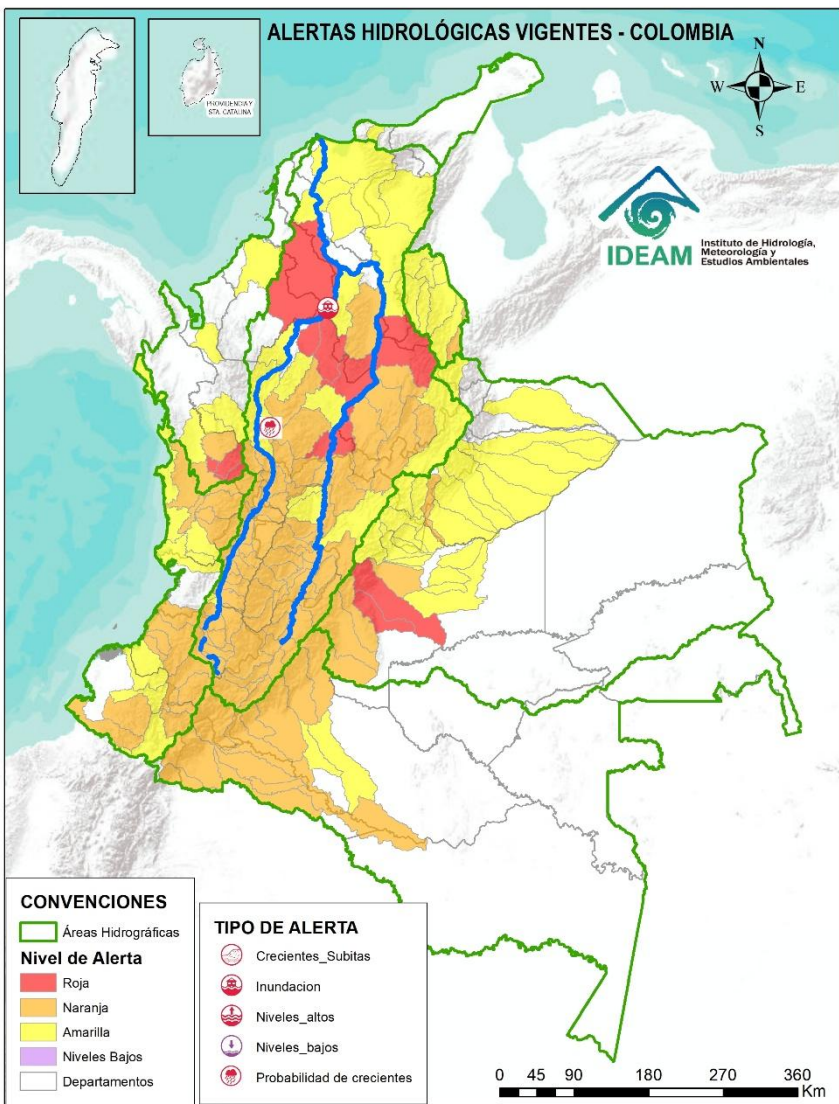 ALERTAS HIDROLÓGICAS VIGENTES - COLOMBIA
PROVIDENCIA Y
STA. CATALINA
N
W
E
S
IDEAM
Instituto de Hidrología,
Meteorología y
Estudios Ambientales
CONVENCIONES
Áreas Hidrográficas
Nivel de Alerta
Roja
Naranja
Amarilla
Niveles Bajos
Departamentos
TIPO DE ALERTA
Crecientes_Subitas
Inundacion
Niveles_altos
Niveles_bajos
Probabilidad de crecientes
0 45 90 180 270 360
Km